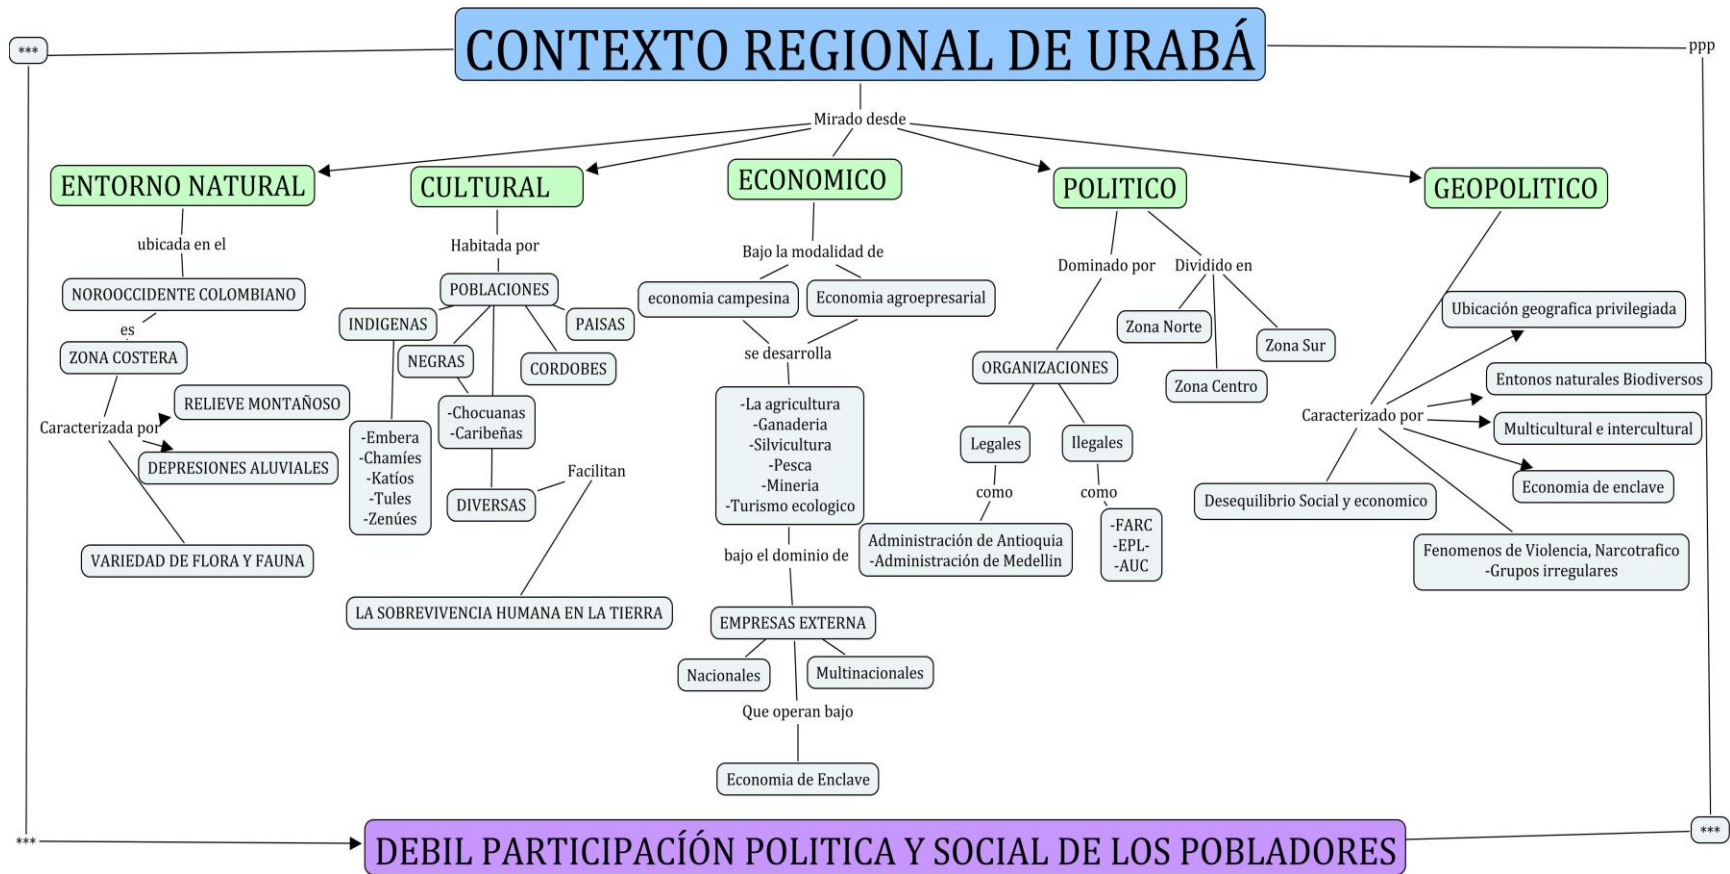 ***
CONTEXTO REGIONAL DE URABÁ
ppp
Mirado desde
ENTORNO NATURAL
ubicada en el
NOROOCCIDENTE COLOMBIANO
es
ZONA COSTERA
Caracterizada por
RELIEVE MONTAÑOSO
DEPRESIONES ALUVIALES
VARIEDAD DE FLORA Y FAUNA
CULTURAL
Habitada por
POBLACIONES
INDIGENAS
NEGRAS
CORDOBES
PAISAS
-Embera
-Chamíes
-Katíos
-Tules
-Zenúes
-Chocuanas
-Caribeñas
DIVERSAS
Facilitan
LA SOBREVIVENCIA HUMANA EN LA TIERRA
ECONOMICO
Bajo la modalidad de
economia campesina
Economia agroepresarial
se desarrolla
-La agricultura
-Ganaderia
-Silvicultura
-Pesca
-Mineria
-Turismo ecologico
bajo el dominio de
EMPRESAS EXTERNA
Nacionales
Multinacionales
Que operan bajo
Economia de Enclave
POLITICO
Dominado por
ORGANIZACIONES
Legales
como
Administración de Antioquia
-Administración de Medellin
Ilegales
como
-FARC
-EPL-
-AUC
Dividido en
Zona Norte
Zona Centro
Zona Sur
GEOPOLITICO
Caracterizado por
Ubicación geografica privilegiada
Entonos naturales Biodiversos
Multicultural e intercultural
Economia de enclave
Fenomenos de Violencia, Narcotrafico
-Grupos irregulares
Desequilibrio Social y economico
***
DEBIL PARTICIPACÍÓN POLITICA Y SOCIAL DE LOS POBLADORES
***